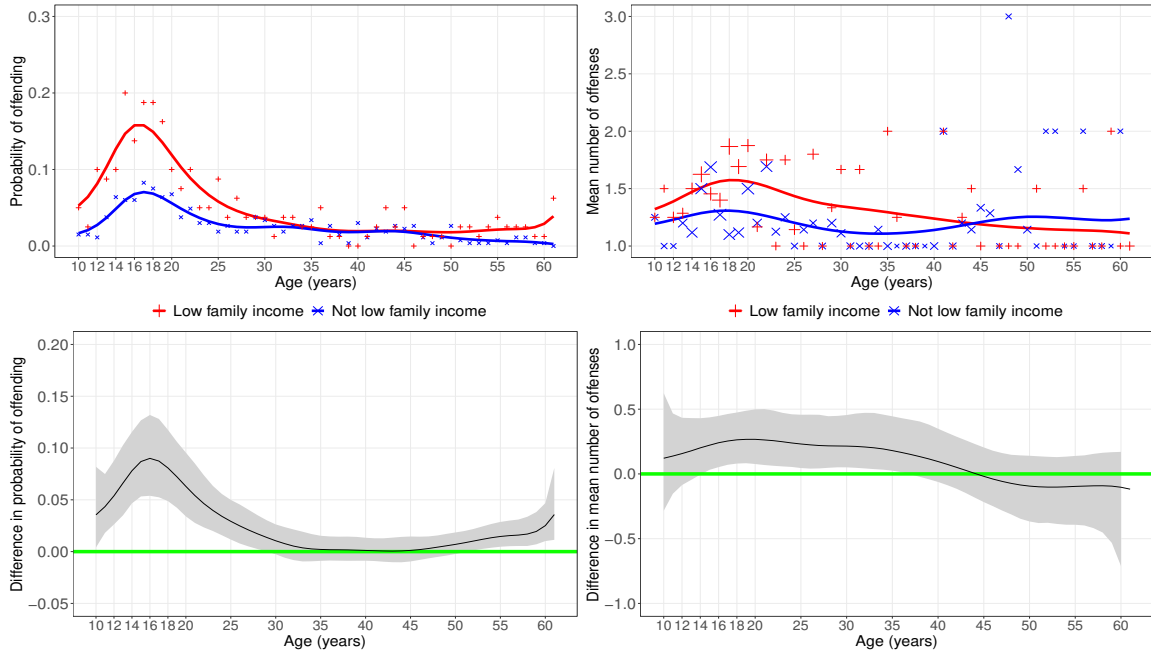 Probability of offending
0.3
0.2
0.1
0.0
10 12 14 16 18 20 25 30 35 40 45 50 55 60
Age (years)
Mean number of offenses
3.0
2.5
2.0
1.5
1.0
10 12 14 16 18 20 25 30 35 40 45 50 55 60
Age (years)
Low family income Not low family income
Low family income Not low family income
Difference in probability of offending
0.20
0.15
0.10
0.05
0.00
−0.05
10 12 14 16 18 20 25 30 35 40 45 50 55 60
Age (years)
Difference in mean number of offenses
1.0
0.5
0.0
−0.5
−1.0
10 12 14 16 18 20 25 30 35 40 45 50 55 60
Age (years)